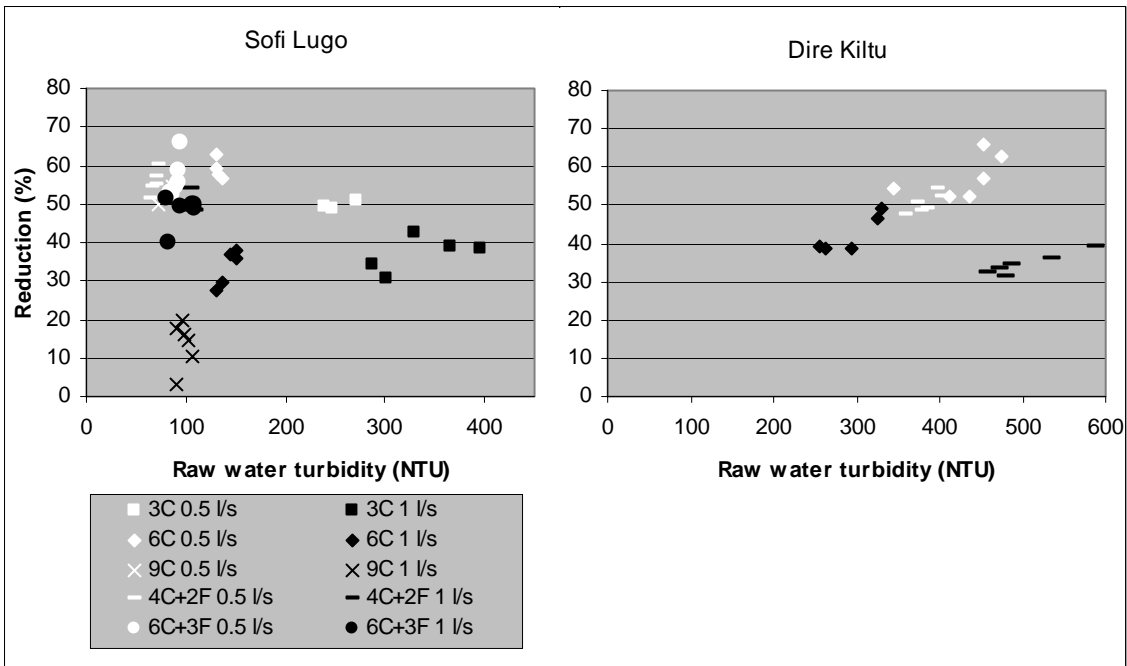 Sofi Lugo
Dire Kiltu
Reduction (%)
80
70
60
50
40
30
20
10
0
0 100 200 300 400
Raw water turbidity (NTU)
80
70
60
50
40
30
20
10
0
0 100 200 300 400 500 600
Raw water turbidity (NTU)
3C 0.5 l/s 3C 1 l/s
6C 0.5 l/s 6C 1 l/s
9C 0.5 l/s 9C 1 l/s
4C+2F 0.5 l/s 4C+2F 1 l/s
6C+3F 0.5 l/s 6C+3F 1 l/s